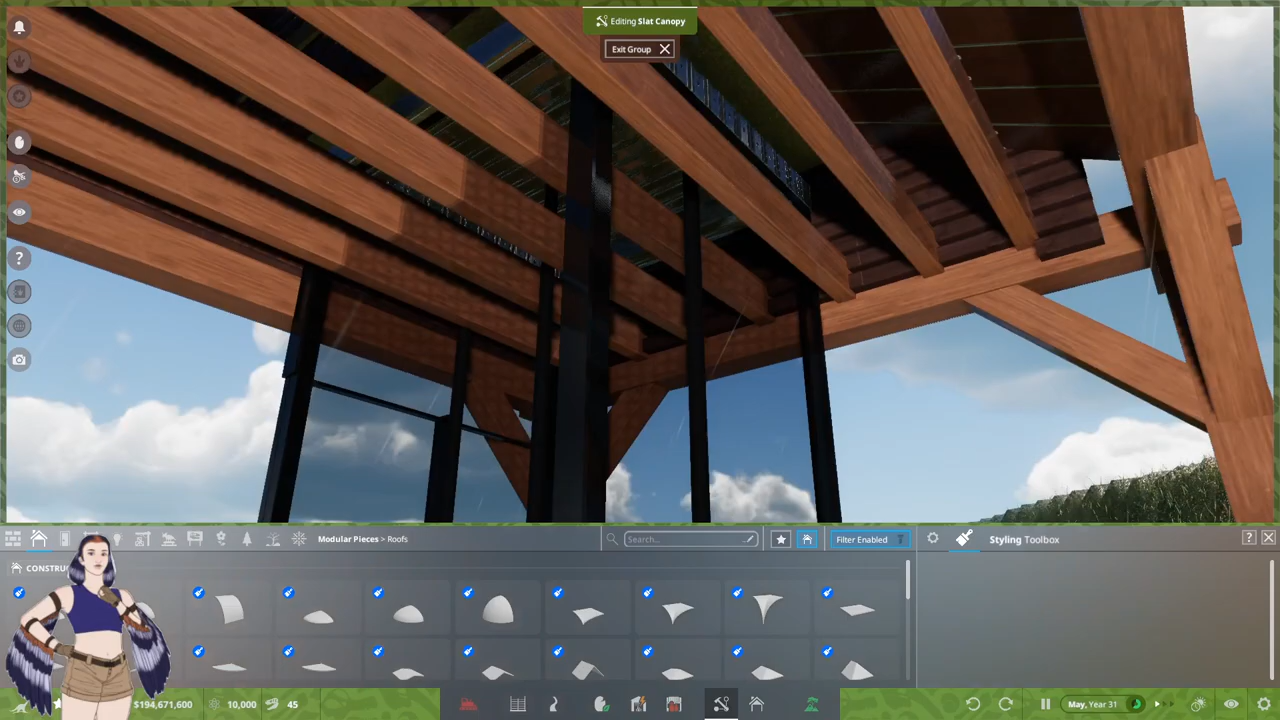 Editing Slat Canopy
Exit Group
Modular Pieces > Roofs
Search...
Filter Enabled
Styling Toolbox
?
CONSTRU
$194,671,600
10,000
45
May, Year 31